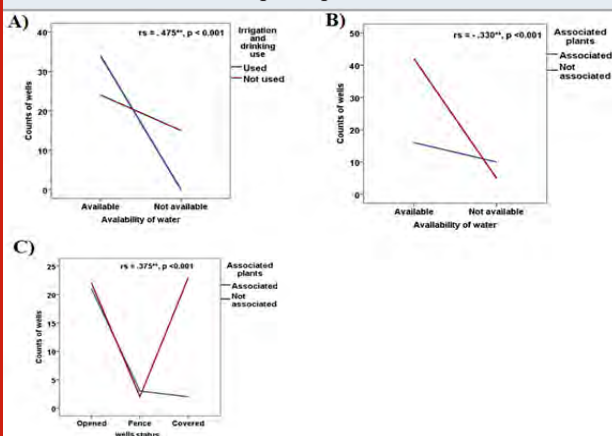 A)
rs = .475**, p < 0.001
Irrigation
and
drinking
use
Used
Not used
Counts of wells
40
30
20
10
0
Available
Not available
Avalability of water
B)
rs = - .330**, p <0.001
Associated
plants
Associated
Not
associated
Counts of wells
50
40
30
20
10
0
Available
Not available
Availability of water
C)
rs = .375**, p <0.001
Associated
plants
Associated
Not
associated
Counts of wells
25
20
15
10
5
0
Opened
Fence
Covered
wells status